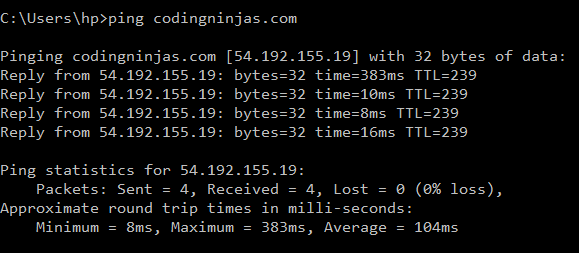 C:\Users\hp>ping codingninjas.com
Pinging codingninjas.com [54.192.155.19] with 32 bytes of data:
Reply from 54.192.155.19: bytes=32 time=383ms TTL=239
Reply from 54.192.155.19: bytes=32 time=10ms TTL=239
Reply from 54.192.155.19: bytes=32 time=8ms TTL=239
Reply from 54.192.155.19: bytes=32 time=16ms TTL=239
Ping statistics for 54.192.155.19:
    Packets: Sent = 4, Received = 4, Lost = 0 (0% loss),
Approximate round trip times in milli-seconds:
    Minimum = 8ms, Maximum = 383ms, Average = 104ms